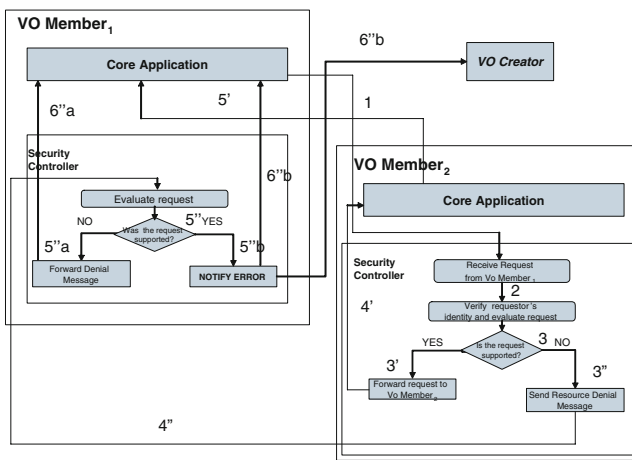 VO Member1
Core Application
6''b
VO Creator
5'
6''a
1
Security
Controller
6''b
VO Member2
Evaluate request
Core Application
NO
5''
YES
Was the request
supported?
5''a
5''b
Forward Denial
Message
NOTIFY ERROR
Security
Controller
Receive Request
from Vo Member 1
4'
2
Verify requestor's
identity and evaluate request
YES
Is the request
supported?
3
NO
3'
3''
Forward request to
Vo Member2
Send Resource Denial
Message
4''